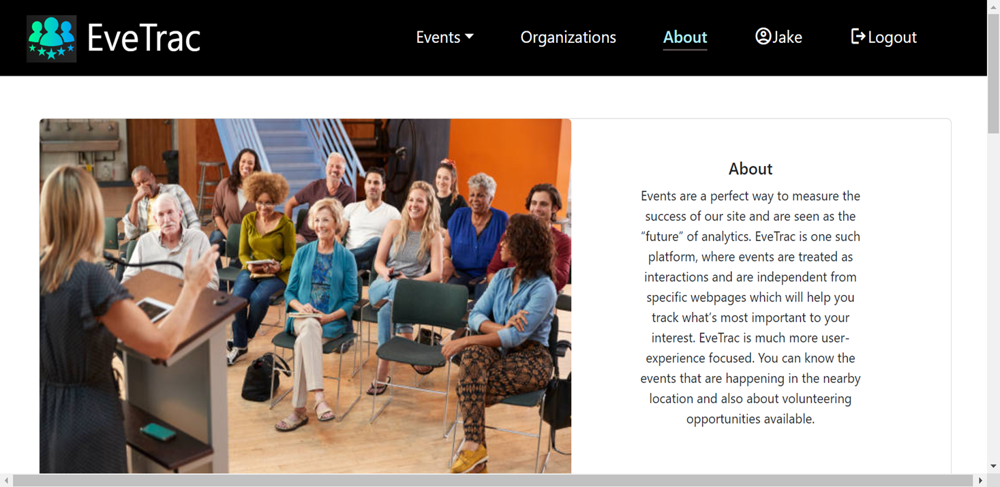 EveTrac
Events
Organizations
About
Jake
Logout
About
Events are a perfect way to measure the
success of our site and are seen as the
“future” of analytics. EveTrac is one such
platform, where events are treated as
interactions and are independent from
specific webpages which will help you
track what’s most important to your
interest. EveTrac is much more user-
experience focused. You can know the
events that are happening in the nearby
location and also about volunteering
opportunities available.